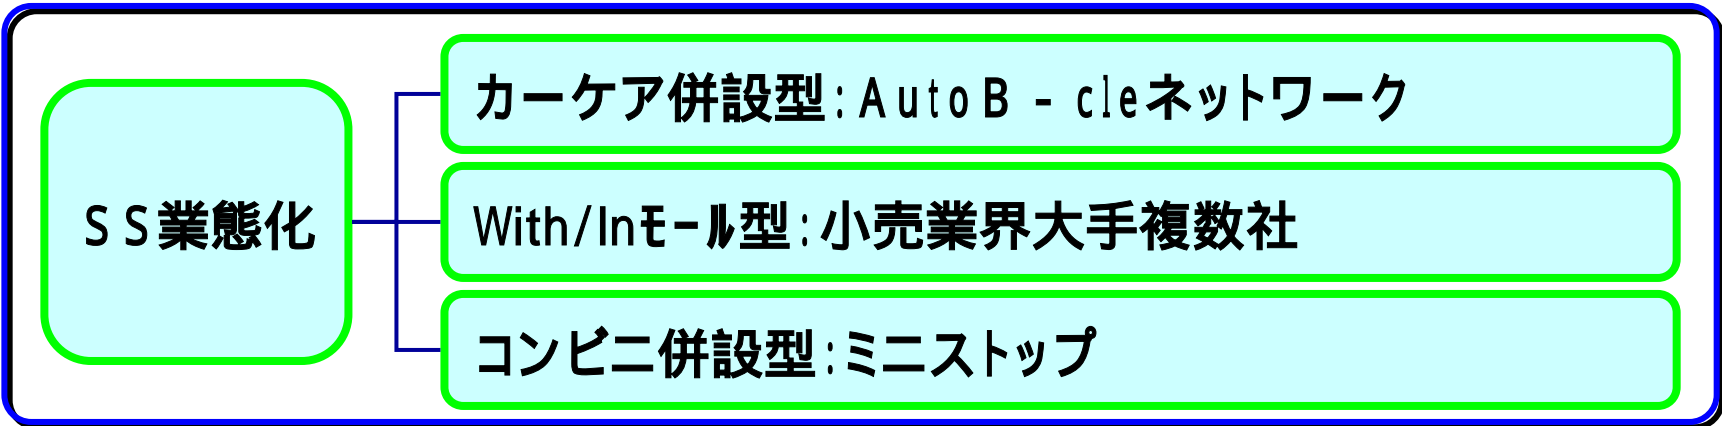 SS業態化
カーケア併設型：AutoB－cleネットワーク
With/Inモール型：小売業界大手複数社
コンビニ併設型：ミニストップ